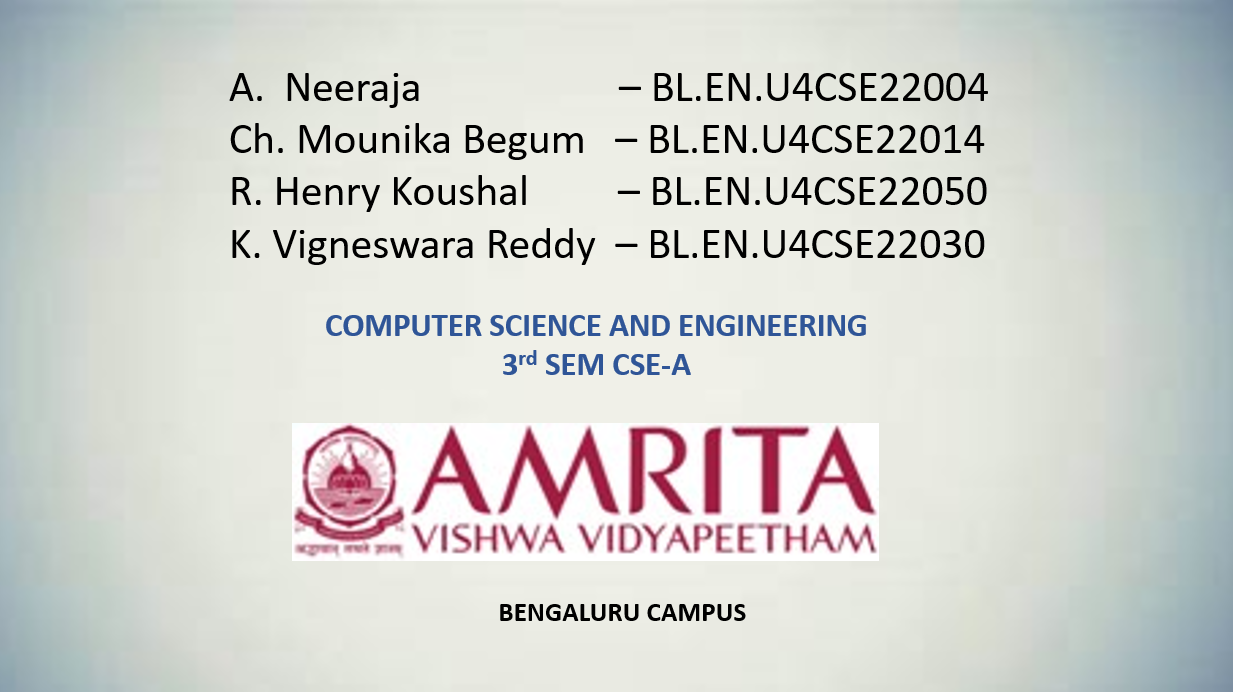 A. Neeraja – BL.EN.U4CSE22004
Ch. Mounika Begum – BL.EN.U4CSE22014
R. Henry Koushal – BL.EN.U4CSE22050
K. Vigneswara Reddy – BL.EN.U4CSE22030
COMPUTER SCIENCE AND ENGINEERING
3rd SEM CSE-A
AMRITA
VISHWA VIDYAPEETHAM
BENGALURU CAMPUS